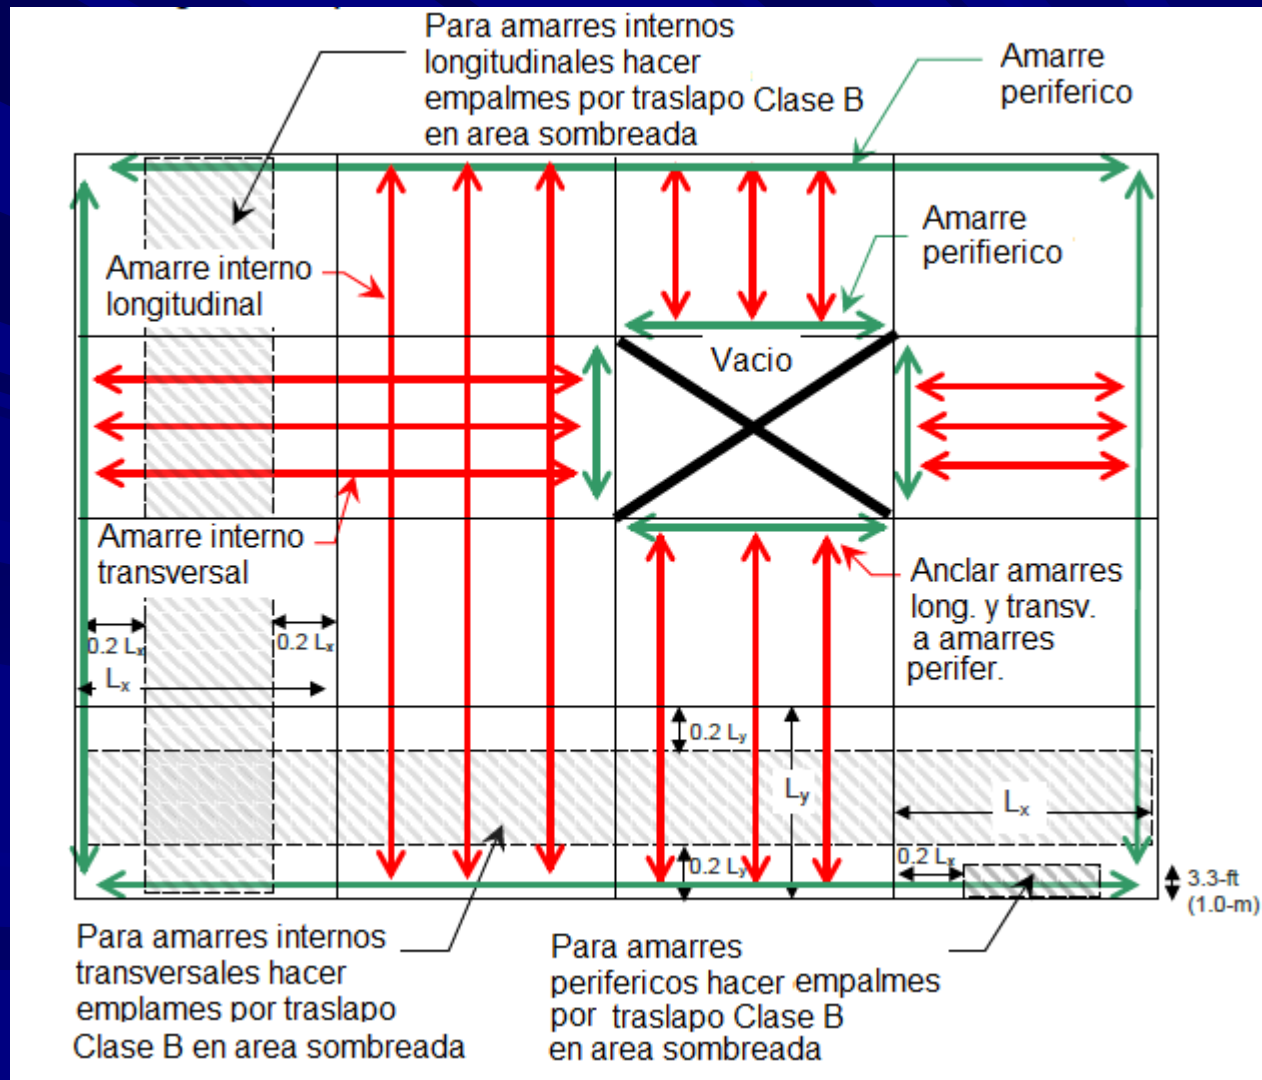 Para amarres internos
longitudinales hacer
empalmes por traslapo Clase B
en area sombreada
Amarre
periferico
Amarre
perifierico
Amarre interno
longitudinal
Vacio
Amarre interno
transversal
Anclar amarres
long. y transv.
a amarres
perifer.
0.2 Lx
0.2 Lx
Lx
0.2 Ly
Ly
Lx
0.2 Ly
0.2 Lx
3.3-ft
(1.0-m)
Para amarres internos
transversales hacer
emplames por traslapo
Clase B en area sombreada
Para amarres
perifericos hacer empalmes
por traslapo Clase B
en area sombreada